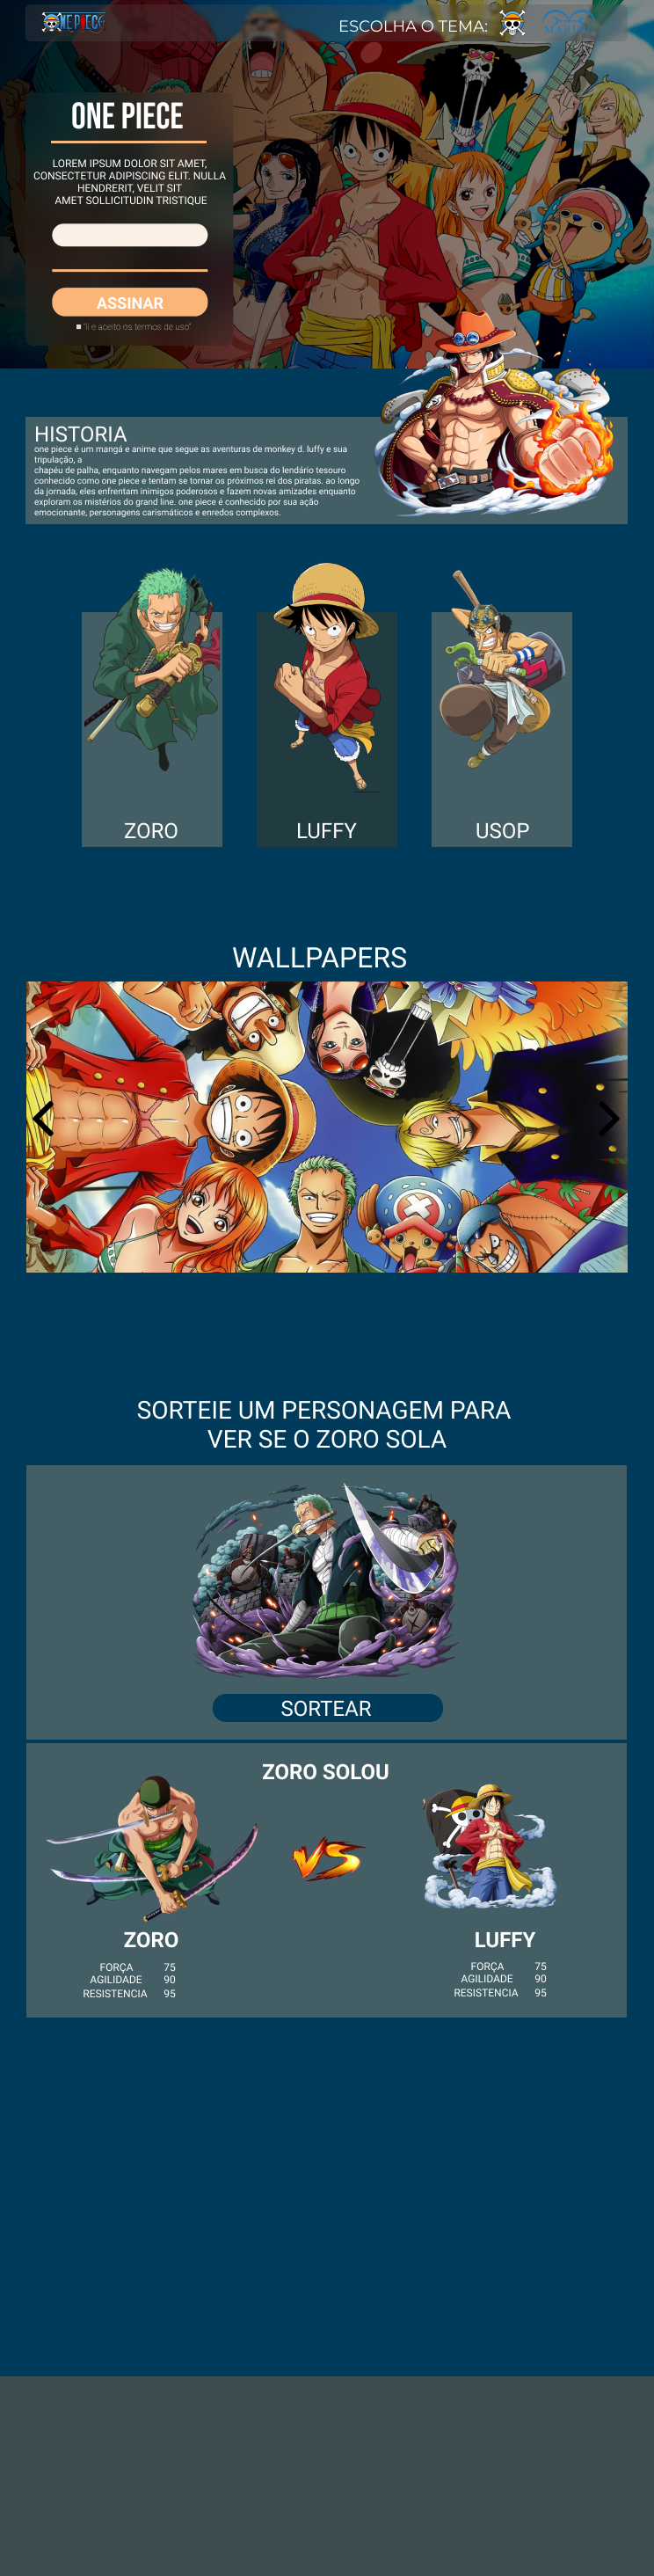 ONE PIECE
ESCOLHA O TEMA:
MARINE
ONE PIECE
LOREM IPSUM DOLOR SIT AMET,
CONSECTETUR ADIPISCING ELIT. NULLA
HENDRERIT, VELIT SIT
AMET SOLLICITUDIN TRISTIQUE
ASSINAR
"li e aceito os termos de uso"
HISTORIA
one piece é um mangá e anime que segue as aventuras de monkey d. luffy e sua
tripulação, a
chapéu de palha, enquanto navegam pelos mares em busca do lendário tesouro
conhecido como one piece e tentam se tornar os próximos rei dos piratas. ao longo
da jornada, eles enfrentam inimigos poderosos e fazem novas amizades enquanto
exploram os mistérios do grand line. one piece é conhecido por sua ação
emocionante, personagens carismáticos e enredos complexos.
ZORO
LUFFY
USOP
WALLPAPERS
SORTEIE UM PERSONAGEM PARA
VER SE O ZORO SOLA
SORTEAR
ZORO SOLOU
VS
ZORO
FORÇA 75
AGILIDADE 90
RESISTENCIA 95
LUFFY
FORÇA 75
AGILIDADE 90
RESISTENCIA 95